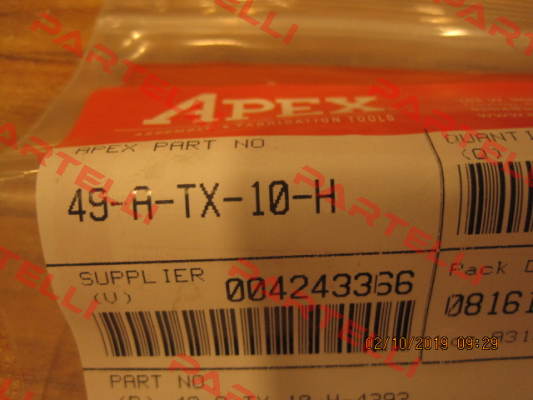 APEX
ASSEMBLY & FABRICATION TOOLS
APEX PART NO
49-A-TX-10-H
QUANTI
(Q)
SUPPLIER
(V)
004243366
Pack D
0816
PART NO
02/10/2019 09:29
PARTELLI